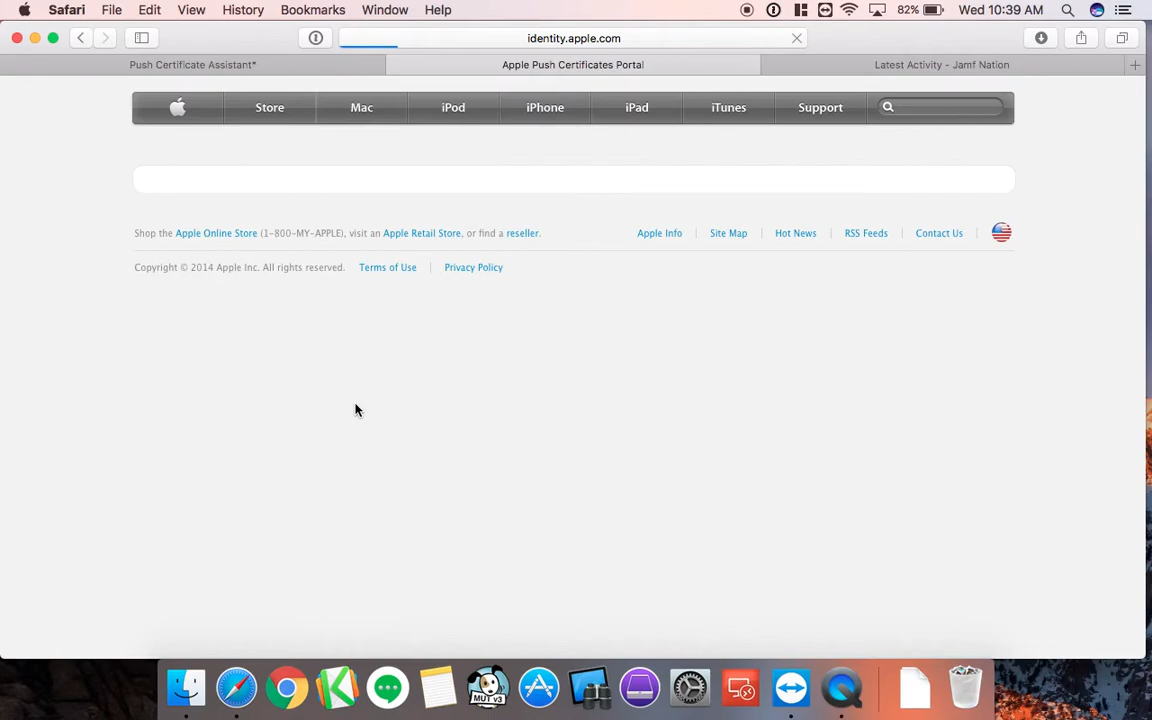 Safari File Edit View History Bookmarks Window Help 82% Wed 10:39 AM
identity.apple.com
Push Certificate Assistant* Apple Push Certificates Portal Latest Activity - Jamf Nation
Store Mac iPod iPhone iPad iTunes Support
Shop the Apple Online Store (1-800-MY-APPLE), visit an Apple Retail Store, or find a reseller. Apple Info Site Map Hot News RSS Feeds Contact Us
Copyright © 2014 Apple Inc. All rights reserved. Terms of Use Privacy Policy
MUT v3